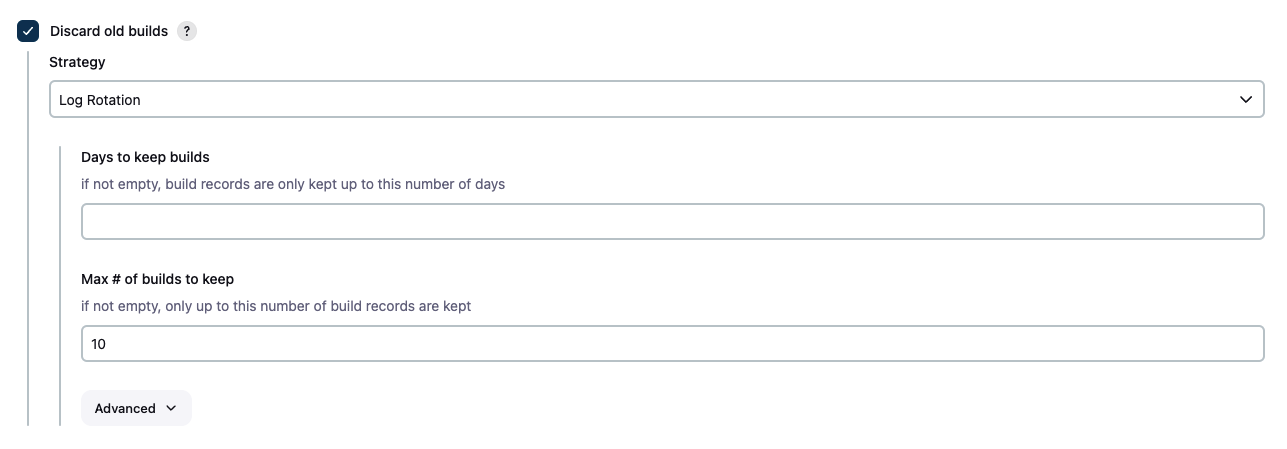 Discard old builds ?
Strategy
Log Rotation
Days to keep builds
if not empty, build records are only kept up to this number of days
Max # of builds to keep
if not empty, only up to this number of build records are kept
10
Advanced